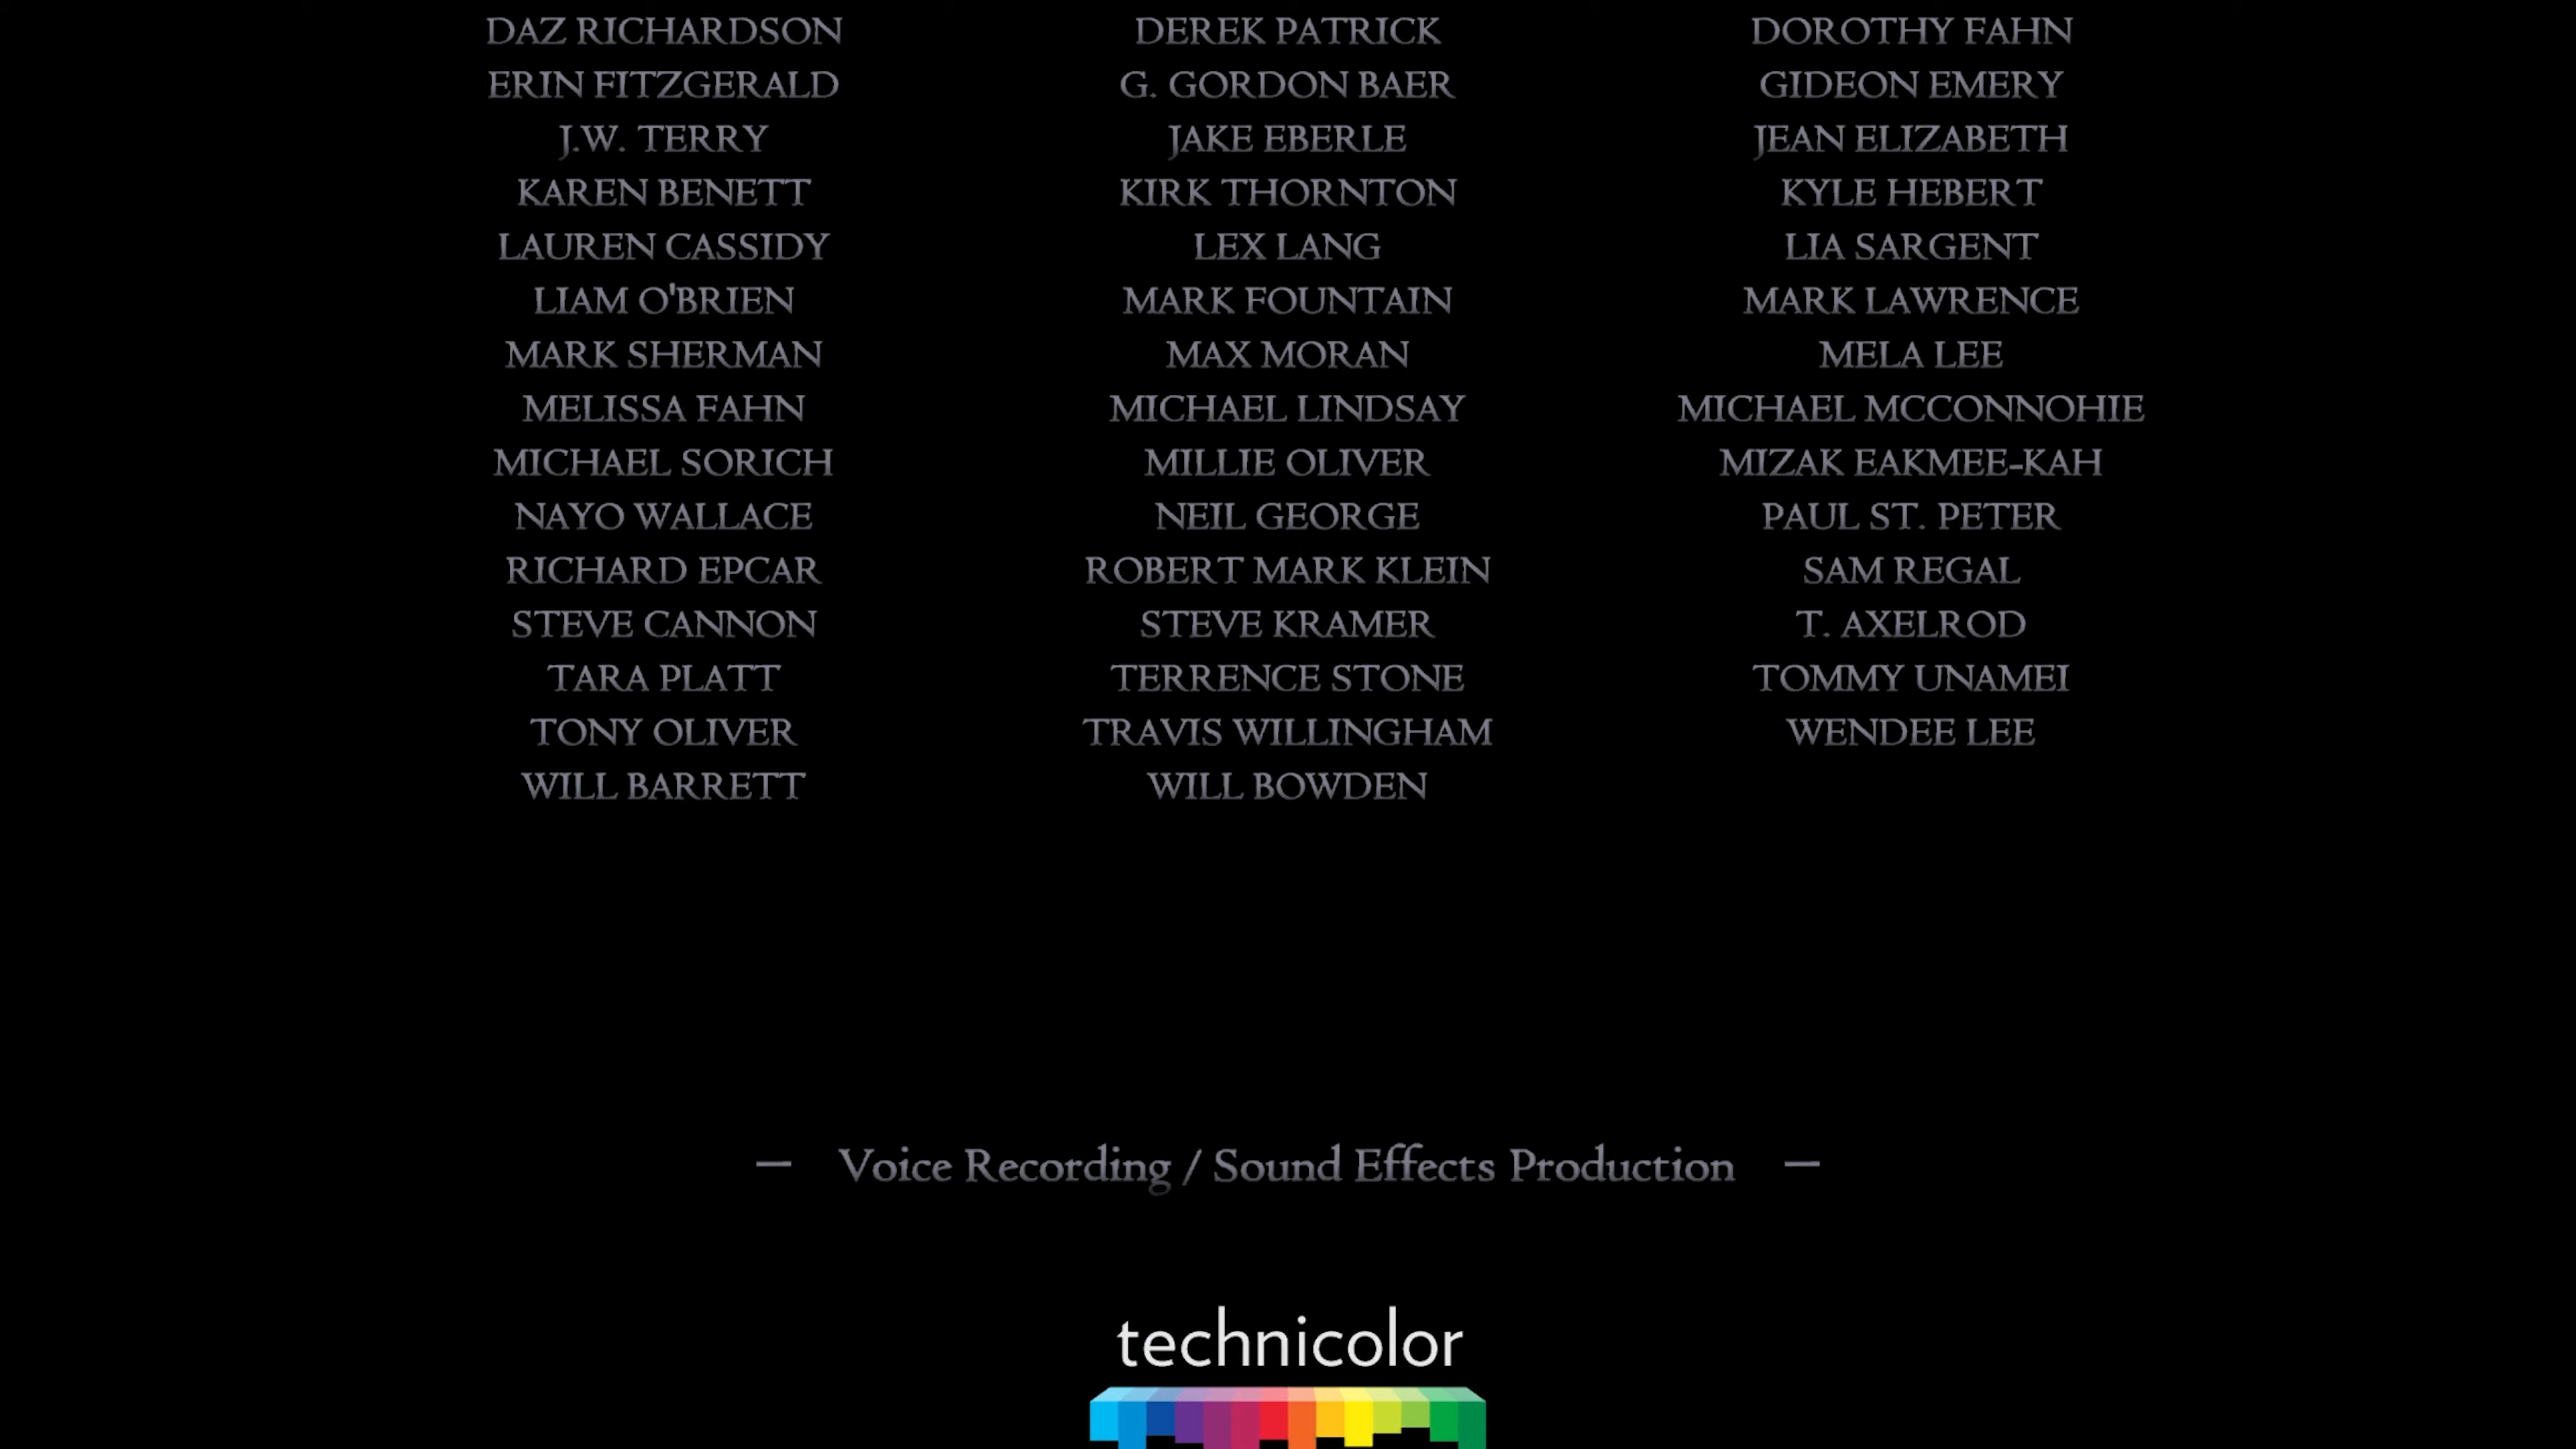 DAZ RICHARDSON DEREK PATRICK DOROTHY FAHN
ERIN FITZGERALD G. GORDON BAER GIDEON EMERY
J.W. TERRY JAKE EBERLE JEAN ELIZABETH
KAREN BENETT KIRK THORNTON KYLE HEBERT
LAUREN CASSIDY LEX LANG LIA SARGENT
LIAM O'BRIEN MARK FOUNTAIN MARK LAWRENCE
MARK SHERMAN MAX MORAN MELA LEE
MELISSA FAHN MICHAEL LINDSAY MICHAEL MCCONNOHIE
MICHAEL SORICH MILLIE OLIVER MIZAK EAKMEE-KAH
NAYO WALLACE NEIL GEORGE PAUL ST. PETER
RICHARD EPCAR ROBERT MARK KLEIN SAM REGAL
STEVE CANNON STEVE KRAMER T. AXELROD
TARA PLATT TERRENCE STONE TOMMY UNAMEI
TONY OLIVER TRAVIS WILLINGHAM WENDEE LEE
WILL BARRETT WILL BOWDEN
— Voice Recording / Sound Effects Production —
technicolor